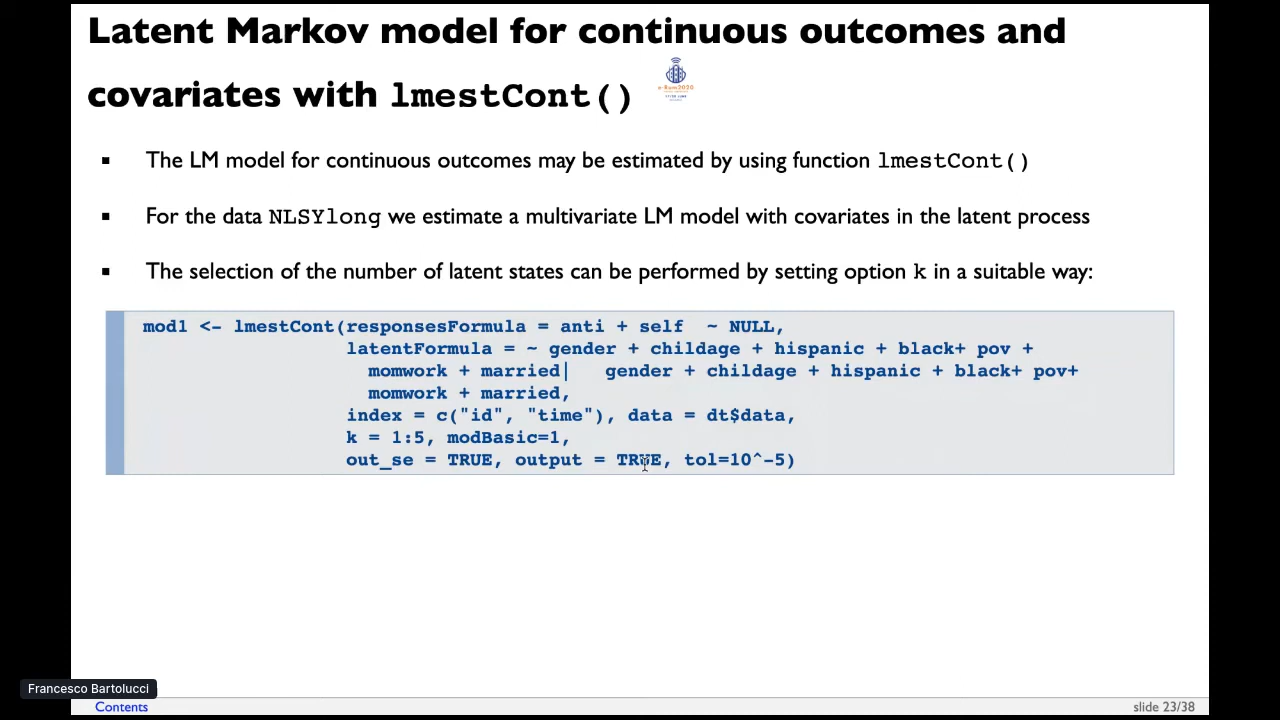 Latent Markov model for continuous outcomes and
covariates with lmestCont()
e-Rum2020
▪ The LM model for continuous outcomes may be estimated by using function lmestCont()
▪ For the data NLSYlong we estimate a multivariate LM model with covariates in the latent process
▪ The selection of the number of latent states can be performed by setting option k in a suitable way:
mod1 <- lmestCont(responsesFormula = anti + self  ~ NULL,
latentFormula = ~ gender + childage + hispanic + black+ pov +
momwork + married|   gender + childage + hispanic + black+ pov+
momwork + married,
index = c("id", "time"), data = dt$data,
k = 1:5, modBasic=1,
out_se = TRUE, output = TRUE, tol=10^-5)
Francesco Bartolucci
Contents
slide 23/38